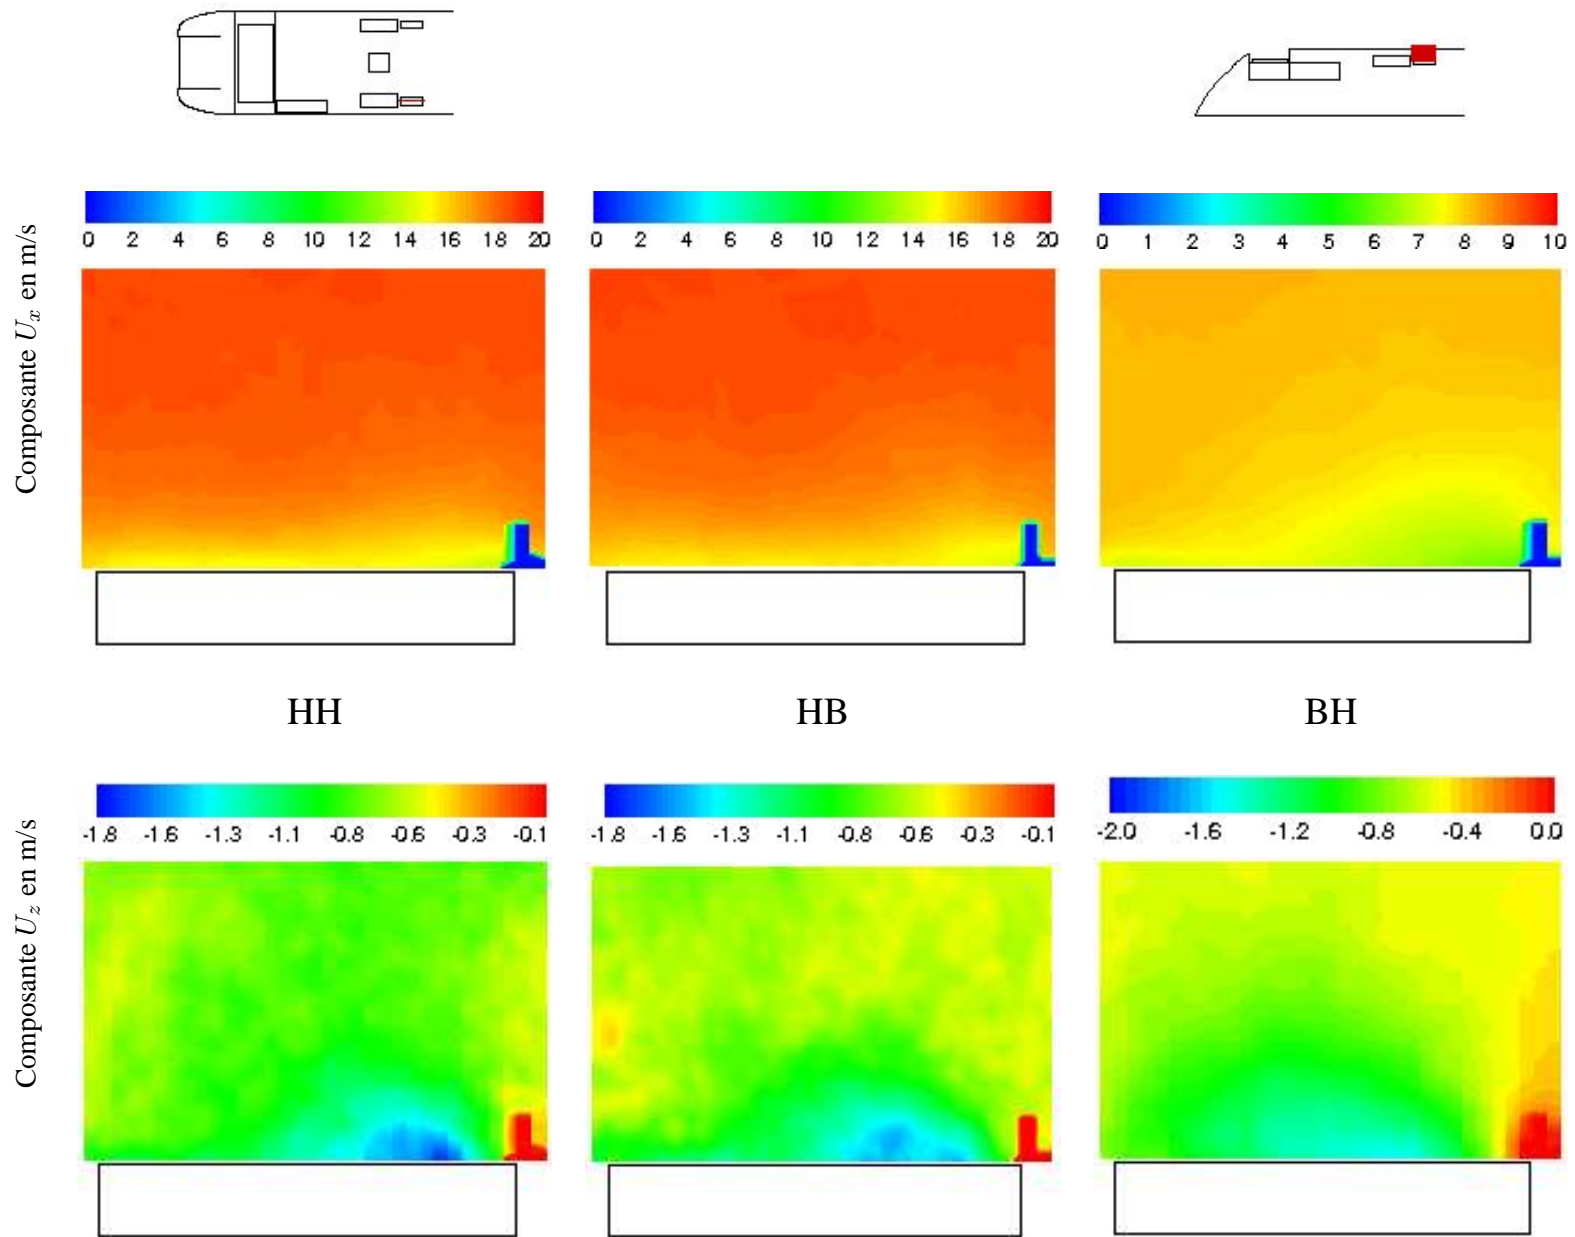 Composante U_x en m/s
0 2 4 6 8 10 12 14 16 18 20
0 2 4 6 8 10 12 14 16 18 20
0 1 2 3 4 5 6 7 8 9 10
HH
HB
BH
Composante U_z en m/s
-1.8 -1.6 -1.3 -1.1 -0.8 -0.6 -0.3 -0.1
-1.8 -1.6 -1.3 -1.1 -0.8 -0.6 -0.3 -0.1
-2.0 -1.6 -1.2 -0.8 -0.4 0.0